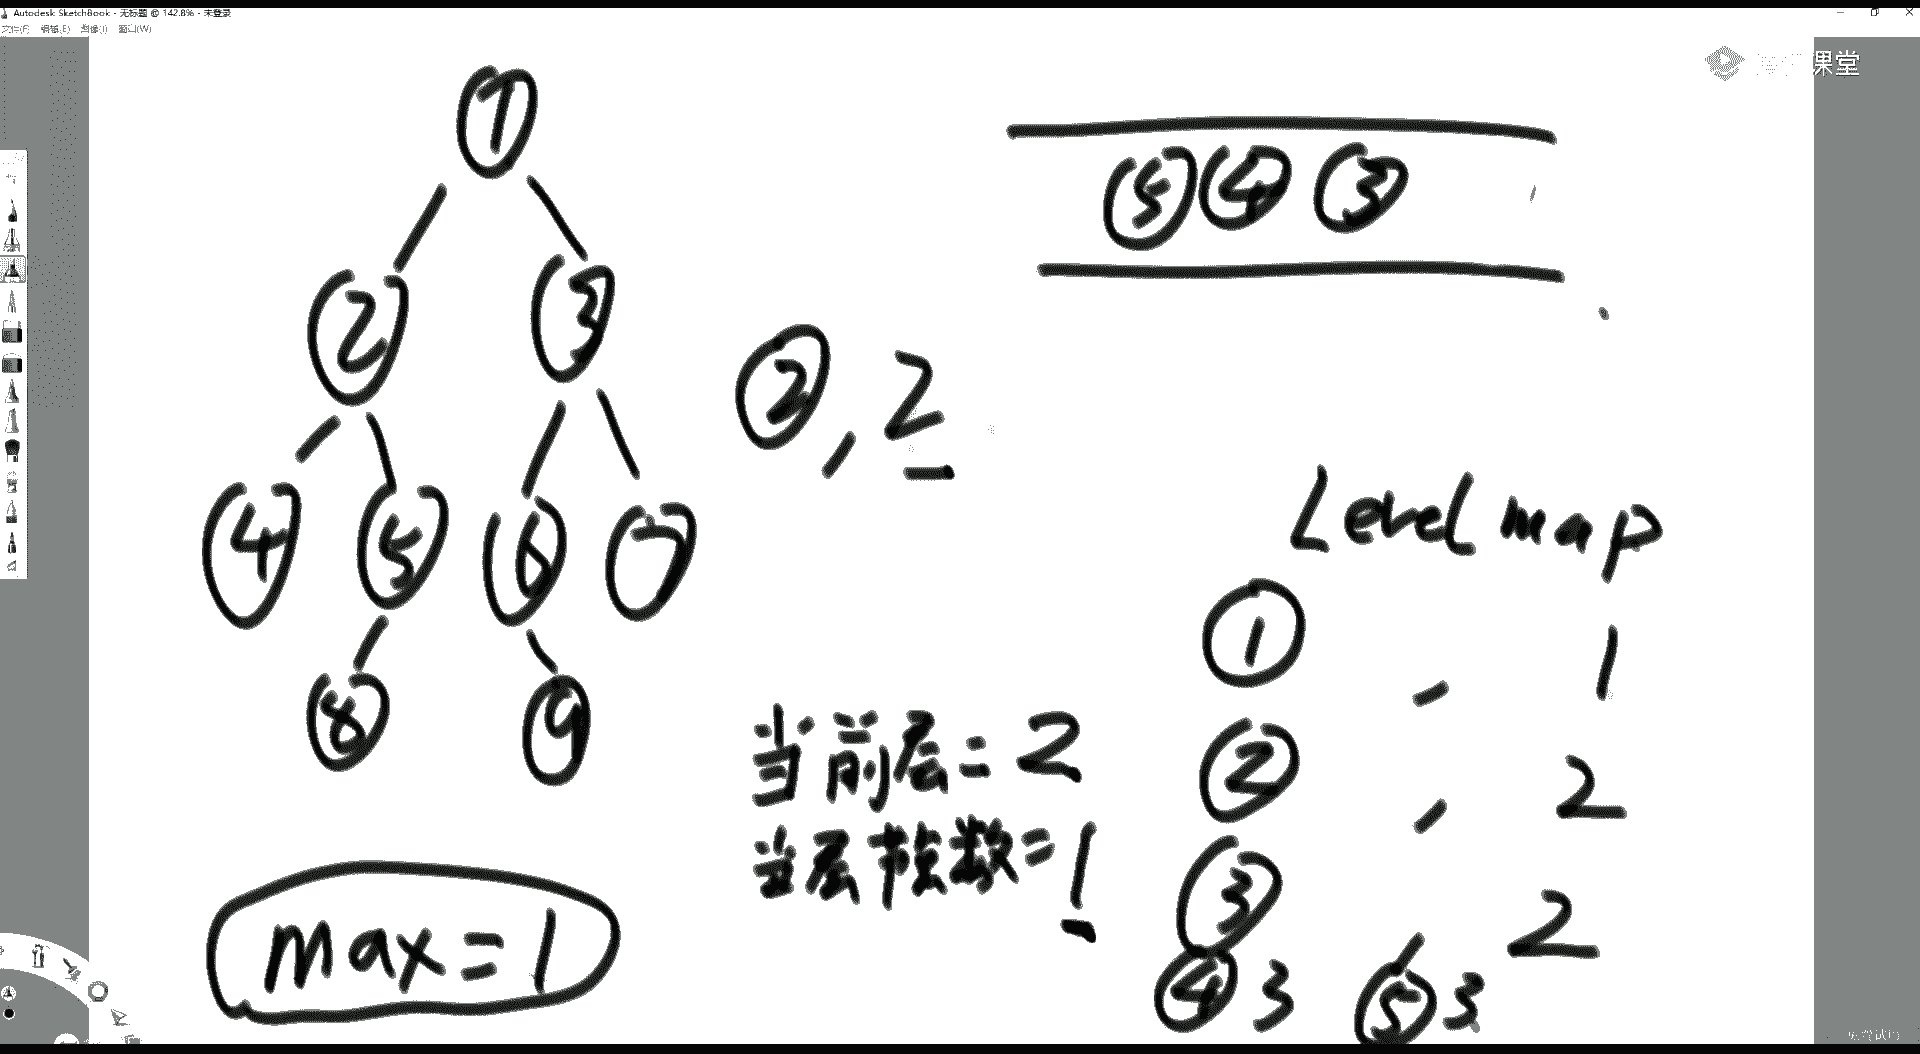 Autodesk SketchBook - 无标题 @ 142.8% - 未登录
文件(F) 编辑(E) 图像(I) 窗口(W)
课堂
1
5 4 3
2 3
2, 2
4 5 6 7
Level map
1, 1
8 9
当前层=2
2, 2
当层节点数=1
3, 2
max=1
4 3 5 3